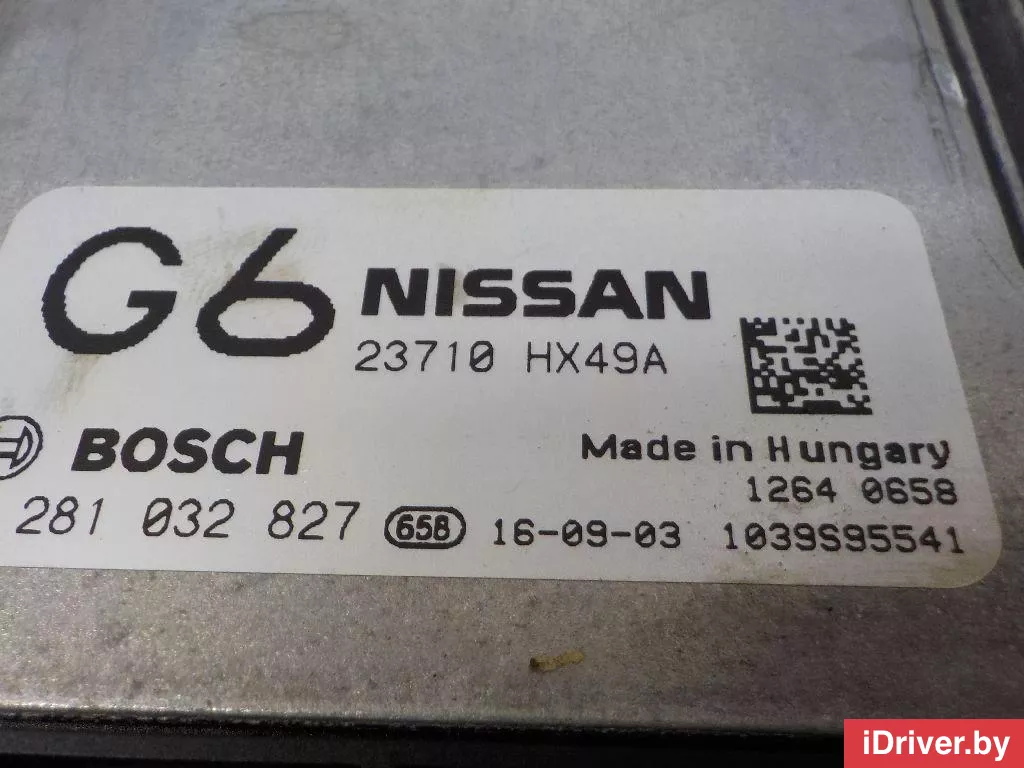 G6 NISSAN
23710 HX49A
BOSCH Made in Hungary
1264 0658
281 032 827 658 16-09-03 1039S95541
iDriver.by